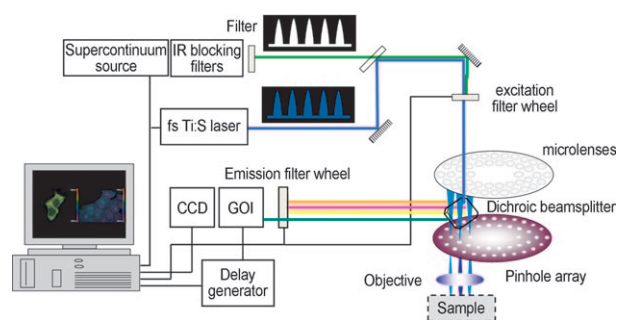 Filter
Supercontinuum
source
IR blocking
filters
excitation
filter wheel
fs Ti:S laser
microlenses
Emission filter wheel
CCD
GOI
Dichroic beamsplitter
Delay
generator
Objective
Pinhole array
Sample